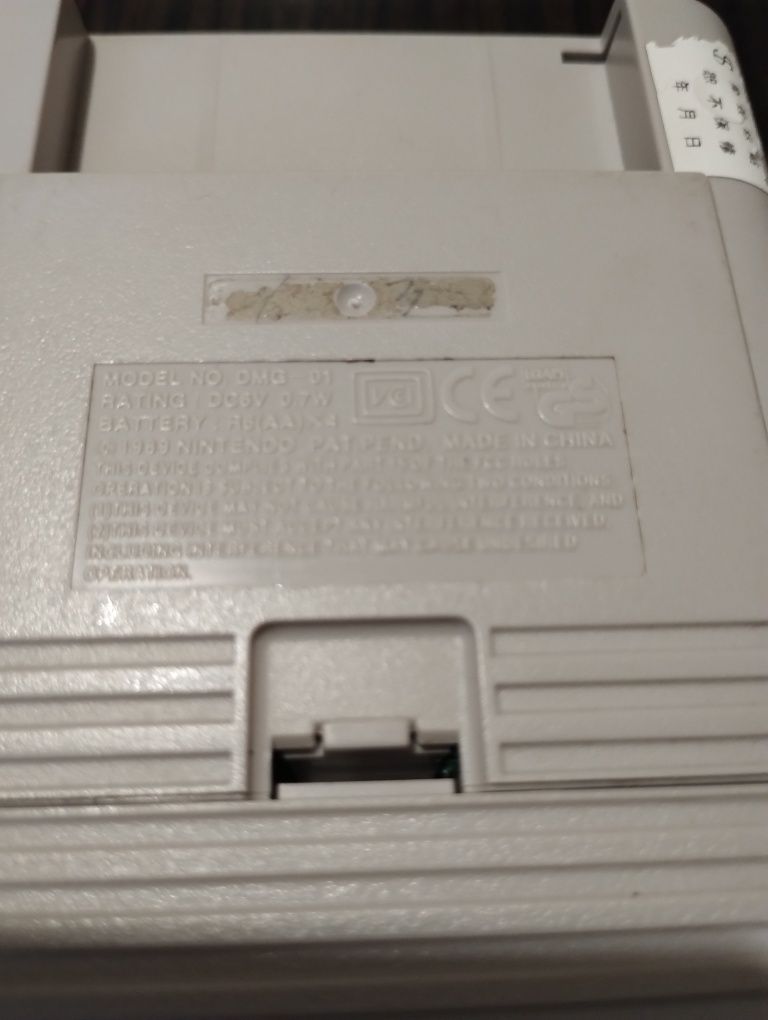 年月日
MODEL NO. DMG-01
RATING : DC6V 0.7W
BATTERY : R6(AA)×4
© 1989 NINTENDO PAT.PEND. MADE IN CHINA
THIS DEVICE COMPLIES WITH PART 15 OF THE FCC RULES
OPERATION IS SUBJECT TO THE FOLLOWING TWO CONDITIONS
(1)THIS DEVICE MAY NOT CAUSE INTERFERENCE, AND
(2)THIS DEVICE MUST ACCEPT ANY INTERFERENCE RECEIVED
INCLUDING INTERFERENCE THAT MAY CAUSE UNDESIRED
OPERATION.
CE